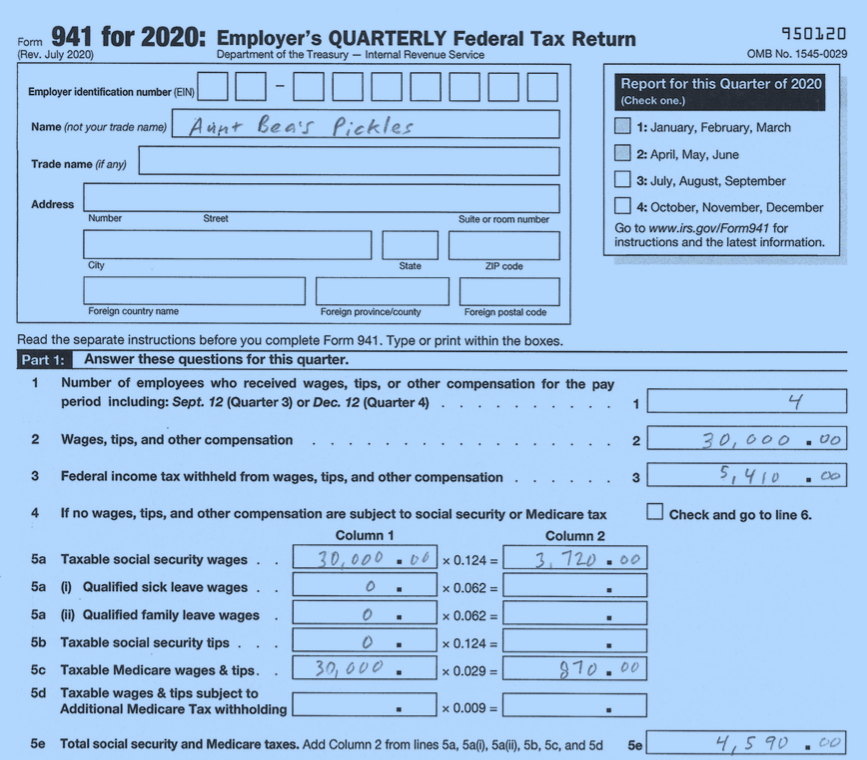 Form 941 for 2020: Employer's QUARTERLY Federal Tax Return 950120
(Rev. July 2020) Department of the Treasury — Internal Revenue Service OMB No. 1545-0029
Employer identification number (EIN) –
Name (not your trade name) Aunt Bea's Pickles
Trade name (if any)
Address
Number Street Suite or room number
City State ZIP code
Foreign country name Foreign province/county Foreign postal code
Report for this Quarter of 2020
(Check one.)
1: January, February, March
2: April, May, June
3: July, August, September
4: October, November, December
Go to www.irs.gov/Form941 for
instructions and the latest information.
Read the separate instructions before you complete Form 941. Type or print within the boxes.
Part 1: Answer these questions for this quarter.
1 Number of employees who received wages, tips, or other compensation for the pay
period including: Sept. 12 (Quarter 3) or Dec. 12 (Quarter 4) . . . . . . . . . . 1 4
2 Wages, tips, and other compensation . . . . . . . . . . . . . . . . . 2 30,000.00
3 Federal income tax withheld from wages, tips, and other compensation . . . . . . 3 5,410.00
4 If no wages, tips, and other compensation are subject to social security or Medicare tax Check and go to line 6.
Column 1 Column 2
5a Taxable social security wages . . 30,000.00 × 0.124 = 3,720.00
5a (i) Qualified sick leave wages . . 0. × 0.062 = .
5a (ii) Qualified family leave wages . 0. × 0.062 = .
5b Taxable social security tips . . . 0. × 0.124 = .
5c Taxable Medicare wages & tips. . 30,000. × 0.029 = 870.00
5d Taxable wages & tips subject to
Additional Medicare Tax withholding . × 0.009 = .
5e Total social security and Medicare taxes. Add Column 2 from lines 5a, 5a(i), 5a(ii), 5b, 5c, and 5d 5e 4,590.00